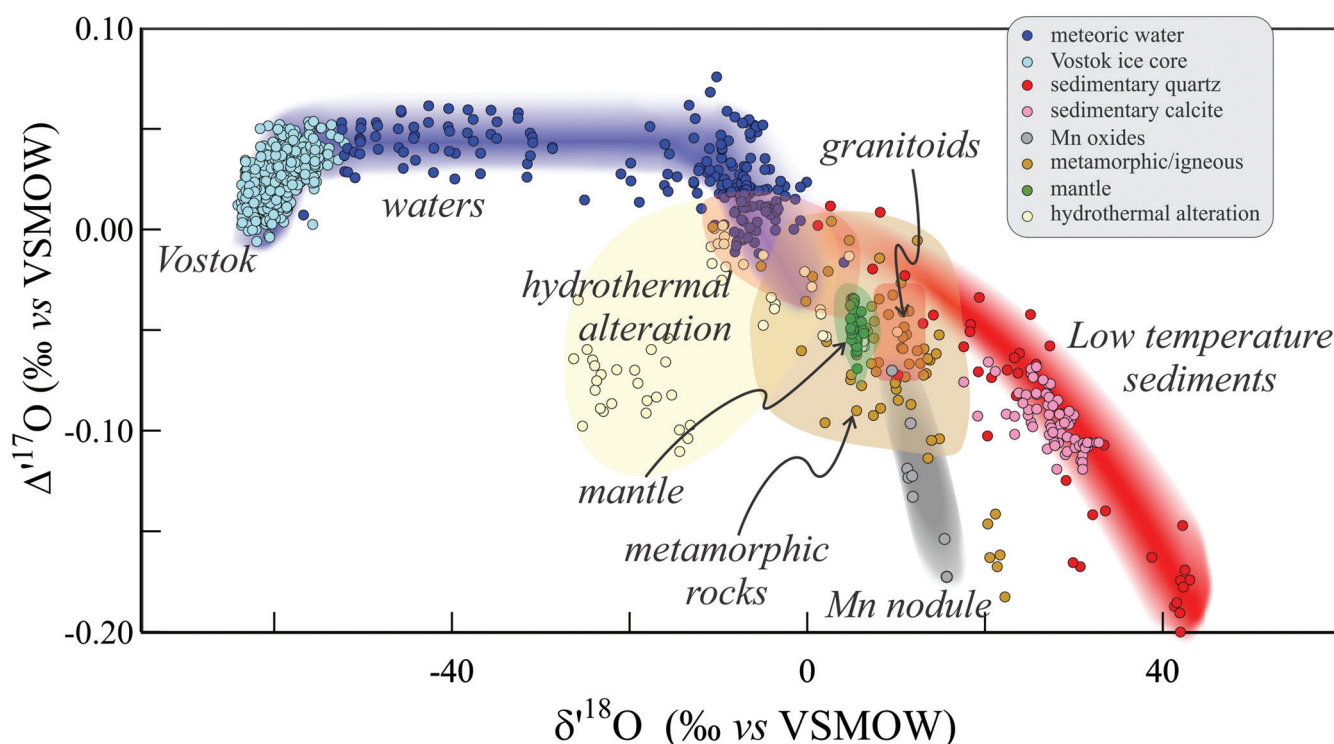 0.10
meteoric water
Vostok ice core
sedimentary quartz
sedimentary calcite
Mn oxides
metamorphic/igneous
mantle
hydrothermal alteration
granitoids
waters
0.00
Vostok
hydrothermal
alteration
Low temperature
sediments
Δ'¹⁷O (‰ vs VSMOW)
-0.10
mantle
metamorphic
rocks
Mn nodule
-0.20
-40
0
40
δ'¹⁸O (‰ vs VSMOW)